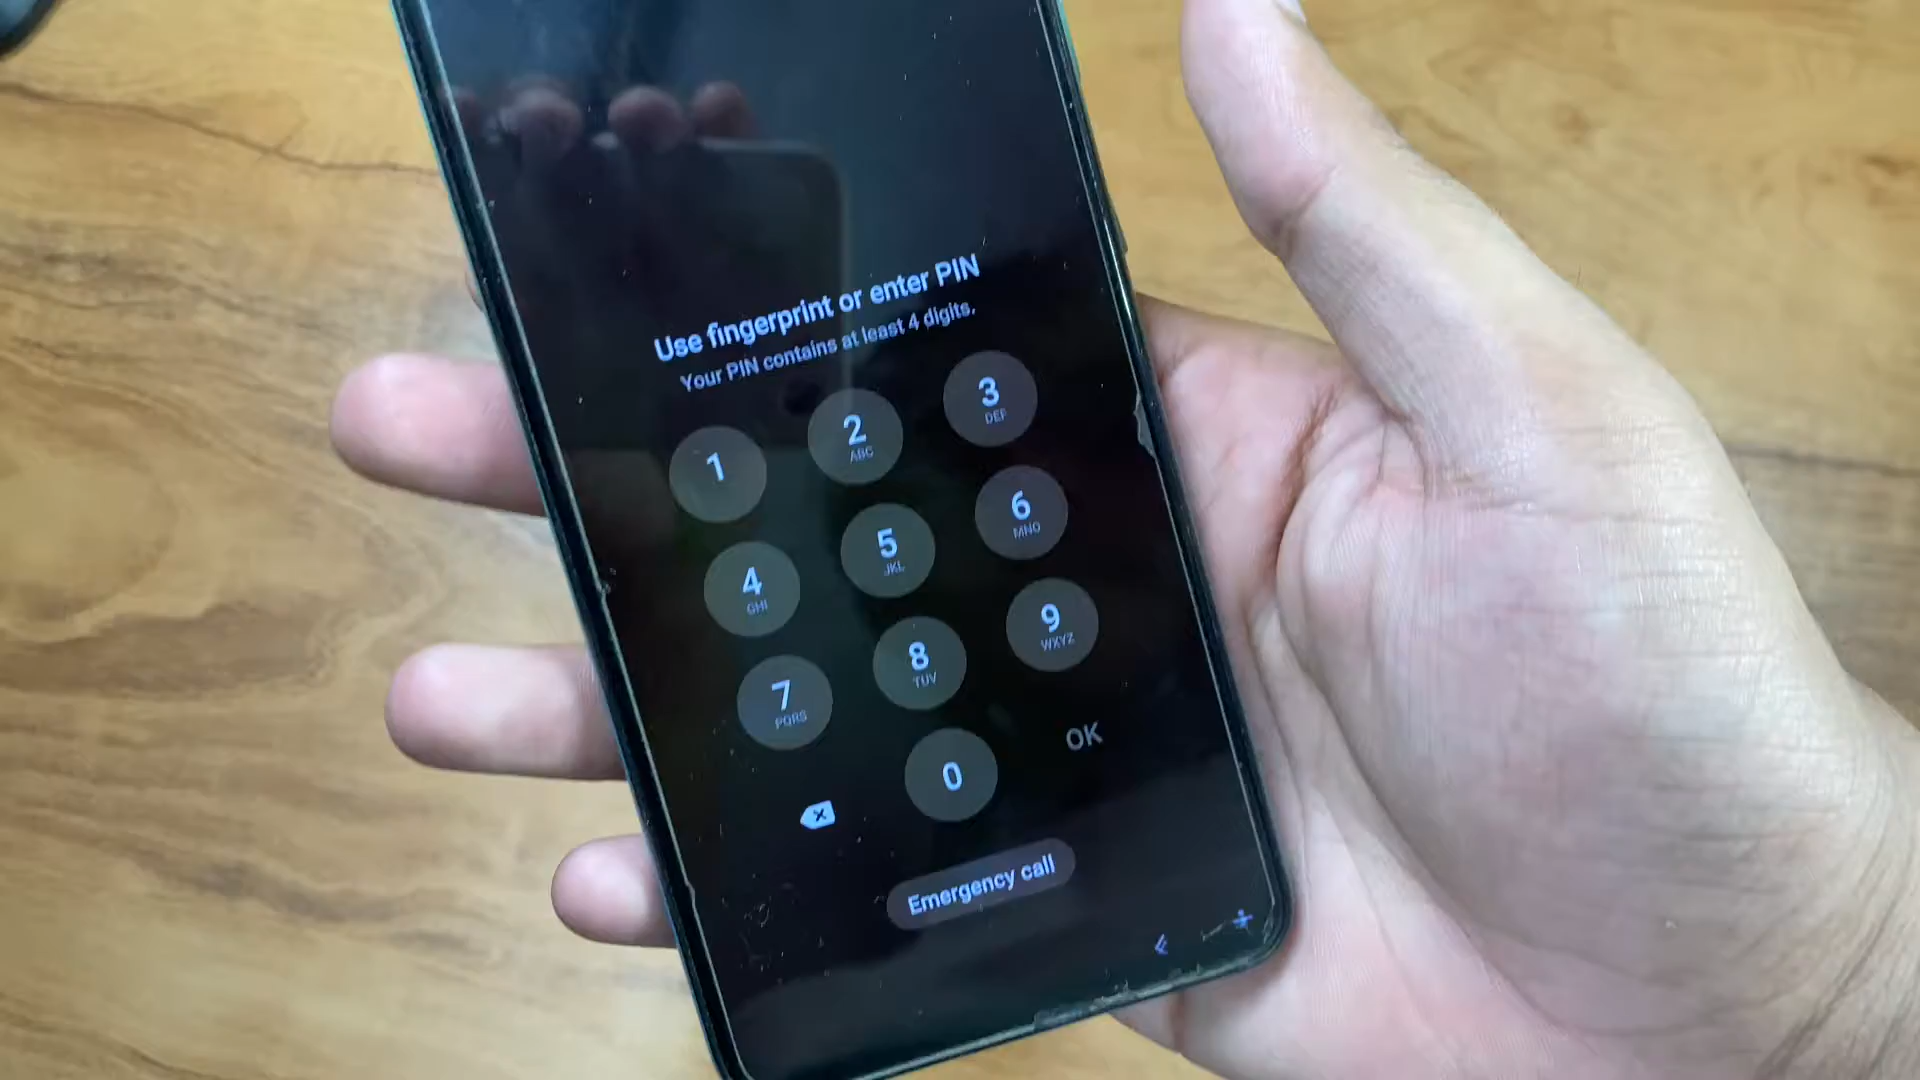 Use fingerprint or enter PIN
Your PIN contains at least 4 digits.
1
2
ABC
3
DEF
4
GHI
5
JKL
6
MNO
7
PQRS
8
TUV
9
WXYZ
0
OK
Emergency call